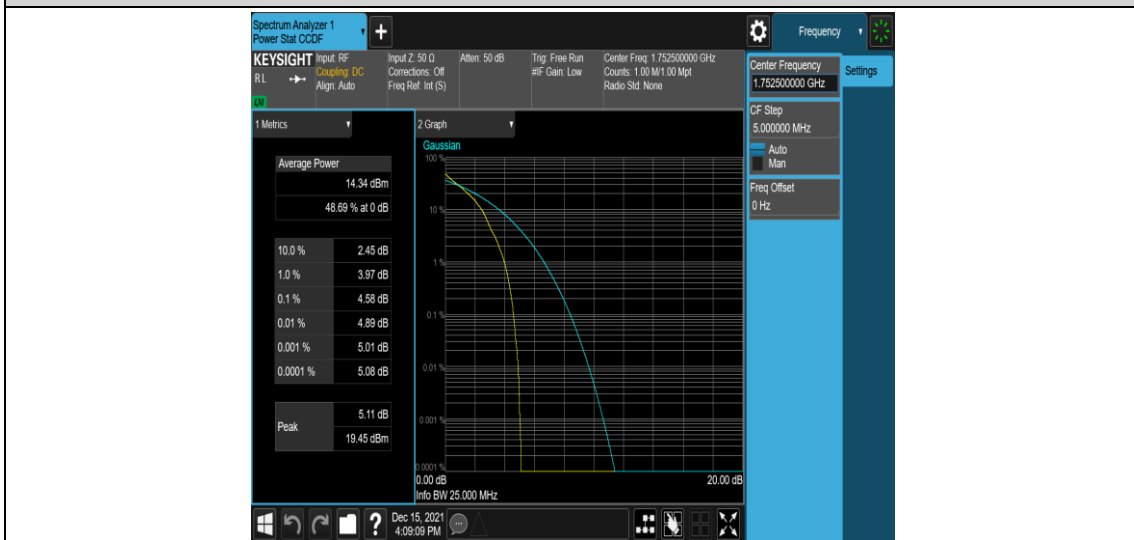 Spectrum Analyzer 1
Power Stat CCDF
+
Frequency
KEYSIGHT
RL
Input: RF
Coupling: DC
Align: Auto
Input Z: 50 Ω
Corrections: Off
Freq Ref: Int (S)
Atten: 50 dB
Trig: Free Run
#IF Gain: Low
Center Freq: 1.752500000 GHz
Counts: 1.00 M/1.00 Mpt
Radio Std: None
Center Frequency
1.752500000 GHz
Settings
CF Step
5.000000 MHz
Auto
Man
Freq Offset
0 Hz
1 Metrics
Average Power
14.34 dBm
48.69 % at 0 dB
10.0 % 2.45 dB
1.0 % 3.97 dB
0.1 % 4.58 dB
0.01 % 4.89 dB
0.001 % 5.01 dB
0.0001 % 5.08 dB
Peak
5.11 dB
19.45 dBm
2 Graph
Gaussian
100 %
10 %
1 %
0.1 %
0.01 %
0.001 %
0.0001 %
0.00 dB 20.00 dB
Info BW 25.000 MHz
?
Dec 15, 2021
4:09:09 PM